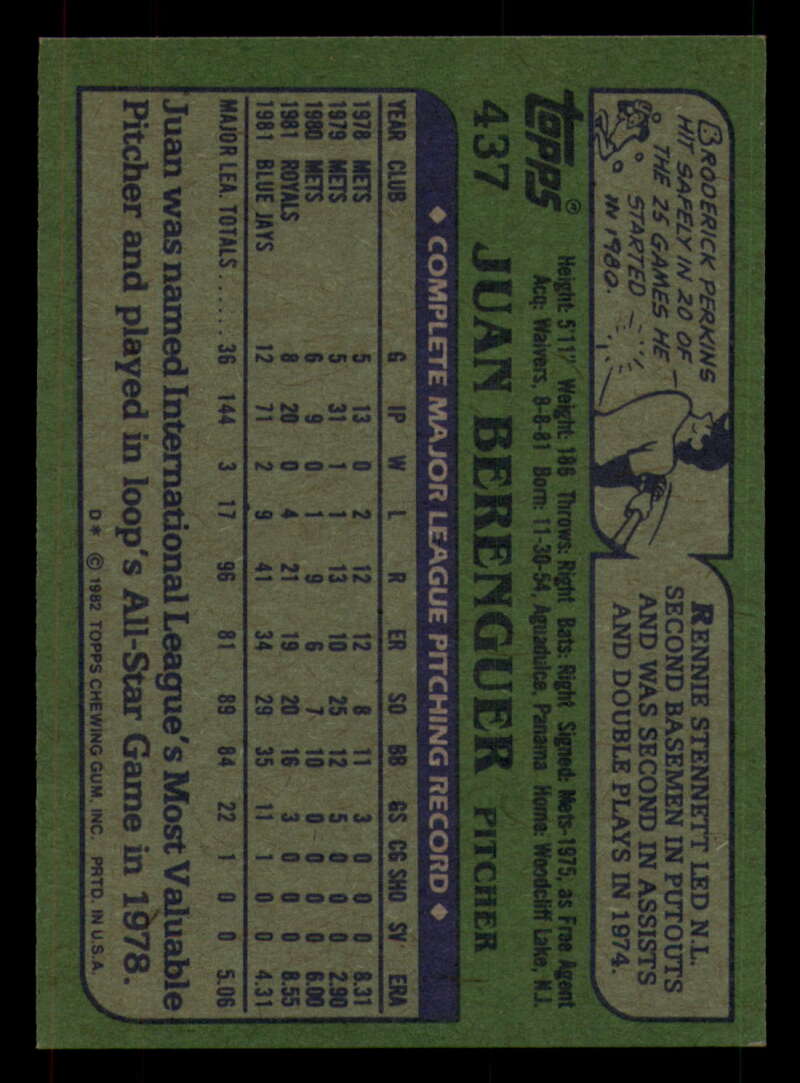 BRODERICK PERKINS
HIT SAFELY IN 20 OF
THE 25 GAMES HE
STARTED
IN 1980.
RENNIE STENNETT LED N.L.
SECOND BASEMEN IN PUTOUTS
AND WAS SECOND IN ASSISTS
AND DOUBLE PLAYS IN 1974.
topps®
Height: 5'11" Weight: 186 Throws: Right Bats: Right Signed: Mets-1975, as Free Agent
Acq: Waivers, 8-8-81 Born: 11-30-54, Aguadulce, Panama Home: Woodcliff Lake, N.J.
437 JUAN BERENGUER PITCHER
◆ COMPLETE MAJOR LEAGUE PITCHING RECORD ◆
YEAR CLUB G IP W L R ER SO BB GS CG SHO SV ERA
1978 METS 5 13 0 2 12 12 8 11 3 0 0 0 8.31
1979 METS 5 31 1 1 13 10 25 12 5 0 0 0 2.90
1980 METS 6 9 0 1 9 6 7 10 0 0 0 0 6.00
1981 ROYALS 8 20 0 4 21 19 20 16 3 0 0 0 8.55
1981 BLUE JAYS 12 71 2 9 41 34 29 35 11 1 0 0 4.31
MAJOR LEA. TOTALS ..... 36 144 3 17 96 81 89 84 22 1 0 0 5.06
Juan was named International League's Most Valuable
Pitcher and played in loop's All-Star Game in 1978.
D* © 1982 TOPPS CHEWING GUM, INC. PRTD. IN U.S.A.